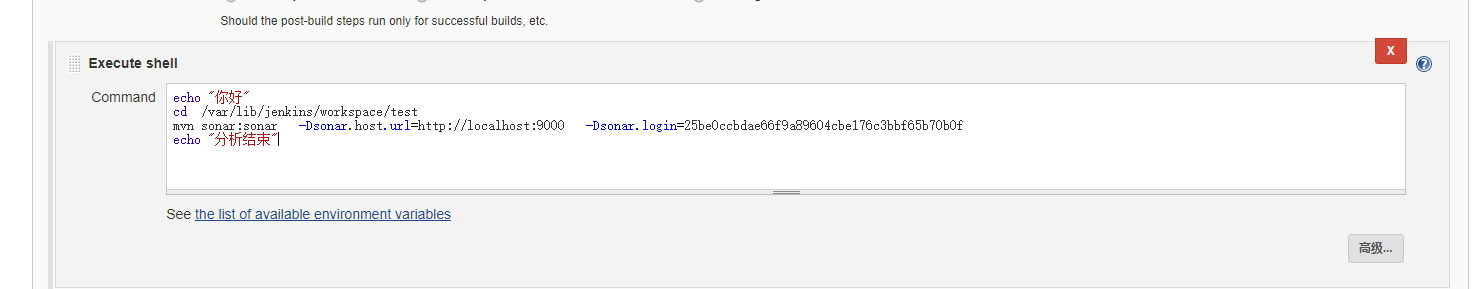 Should the post-build steps run only for successful builds, etc.
X
Execute shell
?
Command
echo "你好"
cd /var/lib/jenkins/workspace/test
mvn sonar:sonar -Dsonar.host.url=http://localhost:9000 -Dsonar.login=25be0ccbdae66f9a89604cbe176c3bbf65b70b0f
echo "分析结束"
See the list of available environment variables
高级...